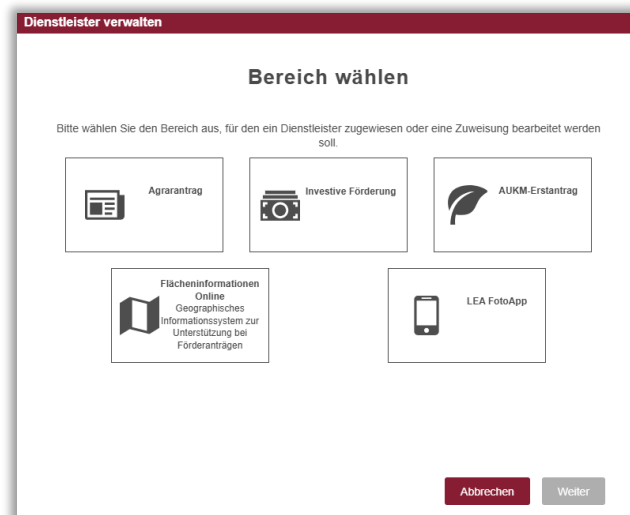 Dienstleister verwalten
Bereich wählen
Bitte wählen Sie den Bereich aus, für den ein Dienstleister zugewiesen oder eine Zuweisung bearbeitet werden
soll.
Agrarantrag
Investive Förderung
AUKM-Erstantrag
Flächeninformationen
Online
Geographisches
Informationssystem zur
Unterstützung bei
Förderanträgen
LEA FotoApp
Abbrechen
Weiter